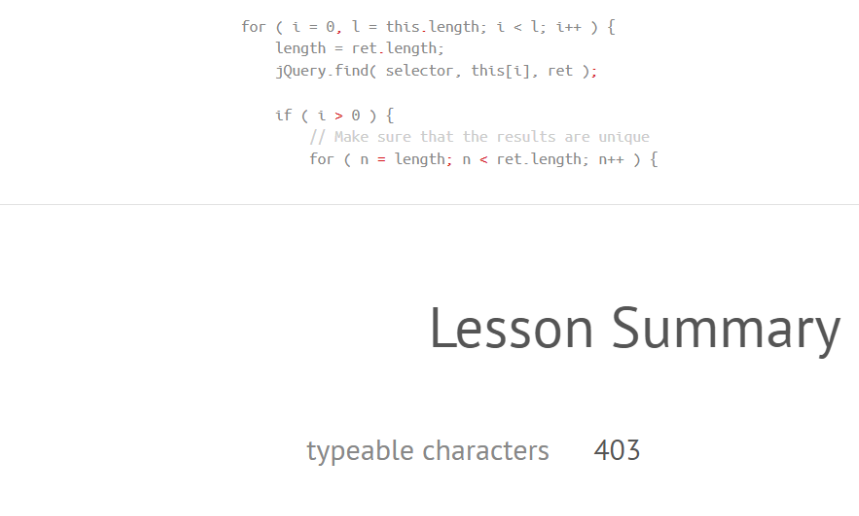 for ( i = 0, l = this.length; i < l; i++ ) {
length = ret.length;
jQuery.find( selector, this[i], ret );
if ( i > 0 ) {
// Make sure that the results are unique
for ( n = length; n < ret.length; n++ ) {
Lesson Summary
typeable characters 403